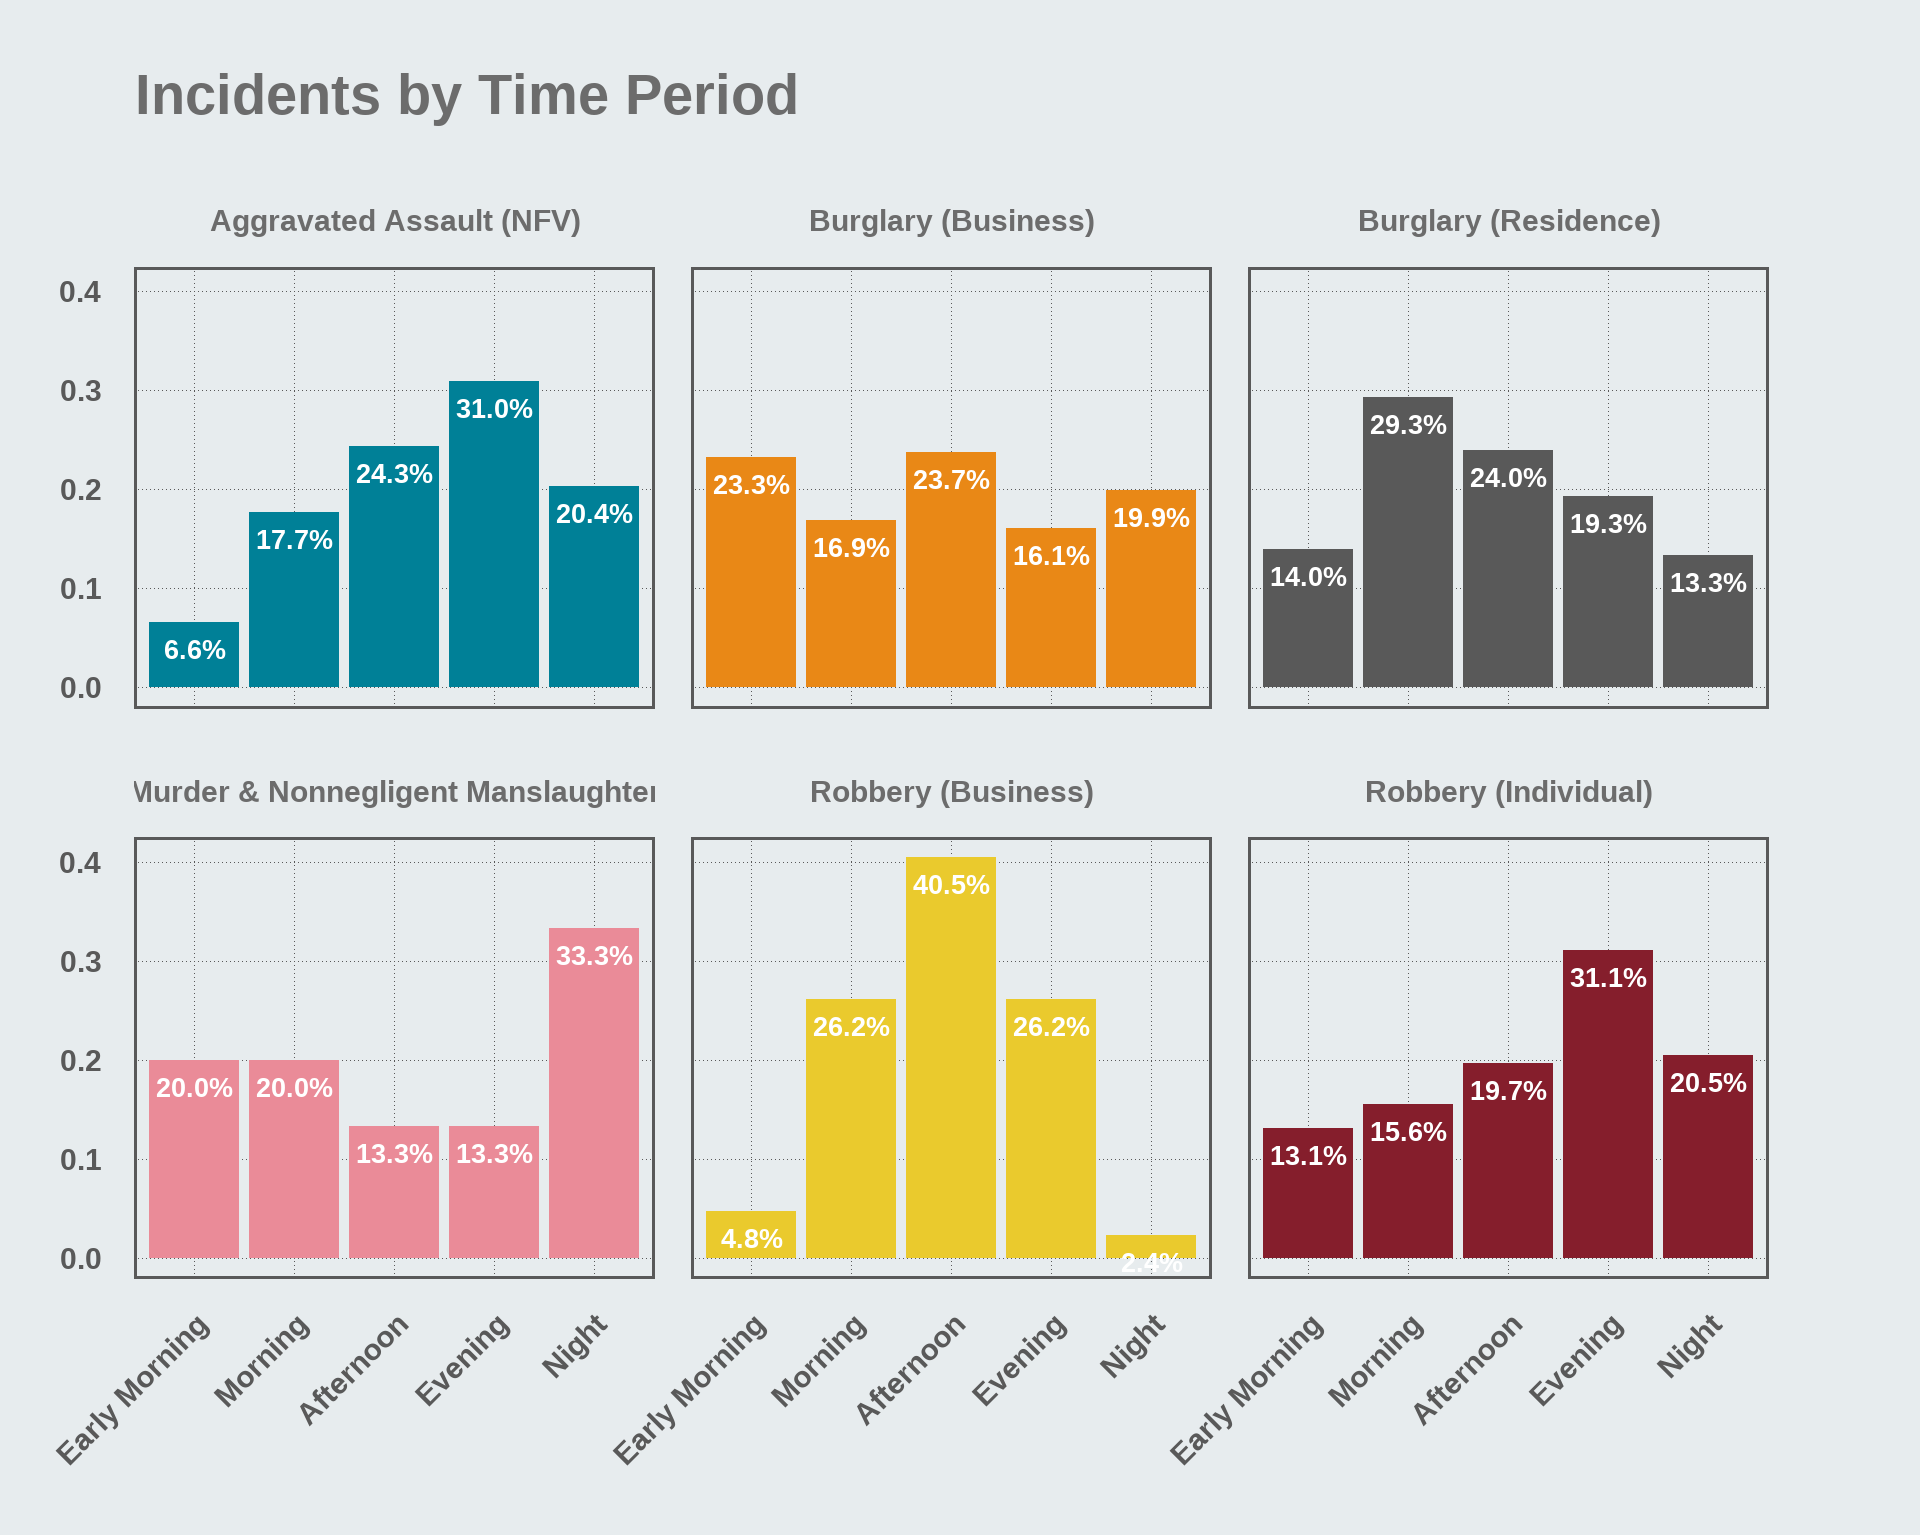 Incidents by Time Period
Aggravated Assault (NFV)
Burglary (Business)
Burglary (Residence)
0.4
0.3
0.2
0.1
0.0
6.6%
17.7%
24.3%
31.0%
20.4%
23.3%
16.9%
23.7%
16.1%
19.9%
14.0%
29.3%
24.0%
19.3%
13.3%
Murder & Nonnegligent Manslaughter
Robbery (Business)
Robbery (Individual)
0.4
0.3
0.2
0.1
0.0
20.0%
20.0%
13.3%
13.3%
33.3%
4.8%
26.2%
40.5%
26.2%
2.4%
13.1%
15.6%
19.7%
31.1%
20.5%
Early Morning
Morning
Afternoon
Evening
Night
Early Morning
Morning
Afternoon
Evening
Night
Early Morning
Morning
Afternoon
Evening
Night